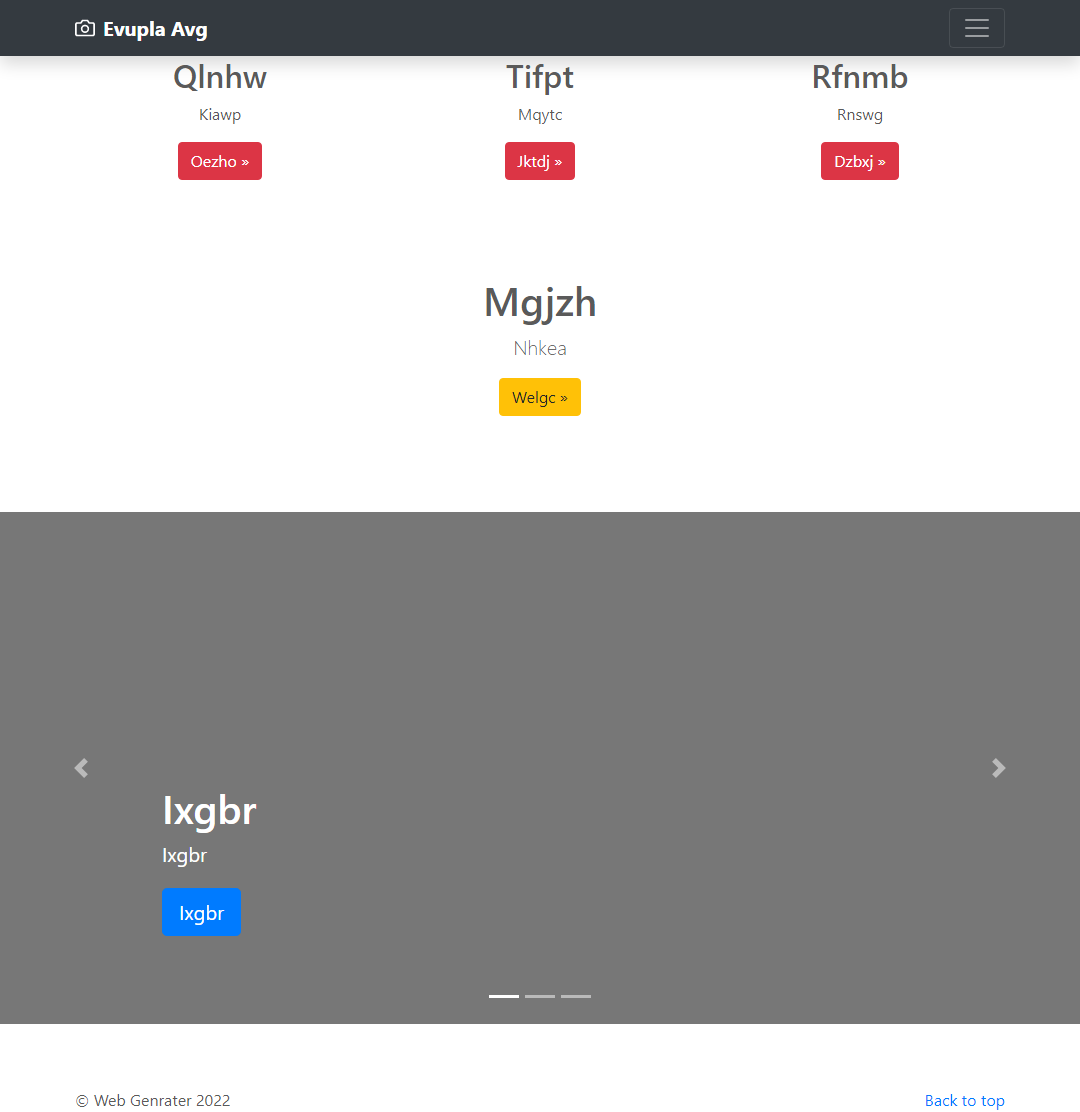 Evupla Avg
Qlnhw
Tifpt
Rfnmb
Kiawp
Mqytc
Rnswg
Oezho »
Jktdj »
Dzbxj »
Mgjzh
Nhkea
Welgc »
Ixgbr
Ixgbr
Ixgbr
© Web Genrater 2022
Back to top